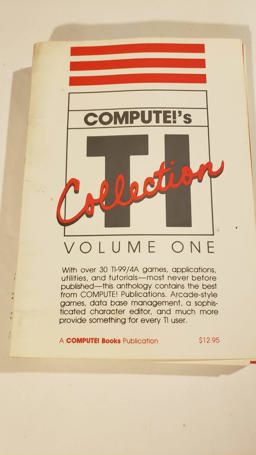 COMPUTE!'s
TI
Collection
VOLUME ONE
With over 30 TI-99/4A games, applications,
utilities, and tutorials—most never before
published—this anthology contains the best
from COMPUTE! Publications. Arcade-style
games, data base management, a sophis-
ticated character editor, and much more
provide something for every TI user.
A COMPUTE! Books Publication $12.95